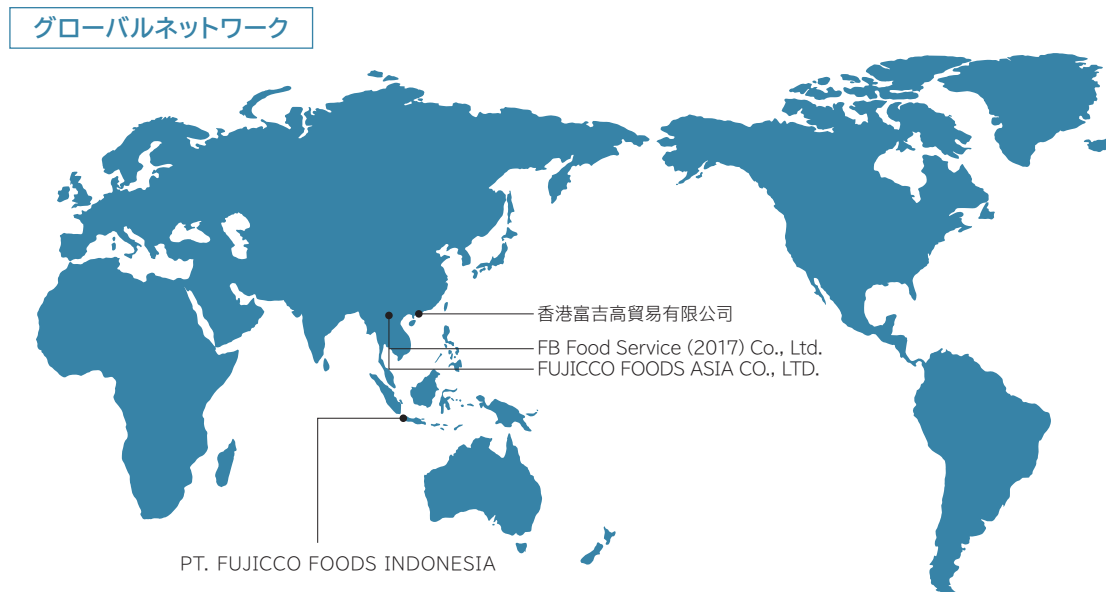 グローバルネットワーク
香港富吉高貿易有限公司
FB Food Service (2017) Co., Ltd.
FUJICCO FOODS ASIA CO., LTD.
PT. FUJICCO FOODS INDONESIA